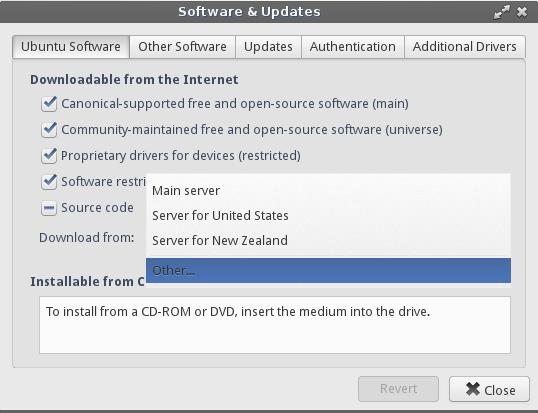 Software & Updates
Ubuntu Software
Other Software
Updates
Authentication
Additional Drivers
Downloadable from the Internet
Canonical-supported free and open-source software (main)
Community-maintained free and open-source software (universe)
Proprietary drivers for devices (restricted)
Software restri
Source code
Download from:
Main server
Server for United States
Server for New Zealand
Other...
Installable from C
To install from a CD-ROM or DVD, insert the medium into the drive.
Revert
Close